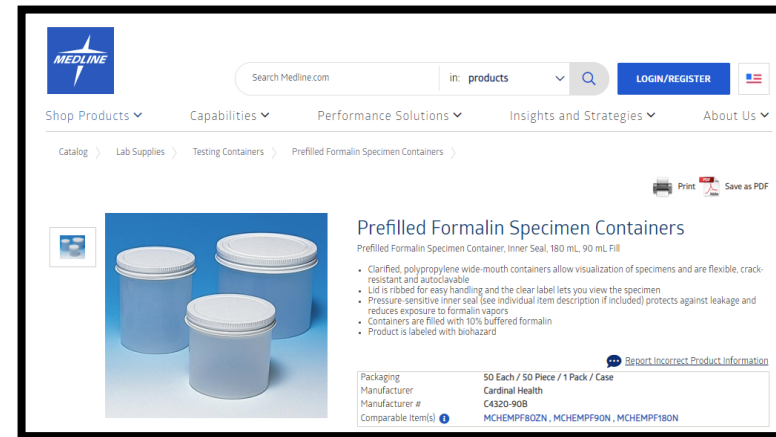 MEDLINE
Search Medline.com
in: products
LOGIN/REGISTER
Shop Products
Capabilities
Performance Solutions
Insights and Strategies
About Us
Catalog
Lab Supplies
Testing Containers
Prefilled Formalin Specimen Containers
Print
PDF
Save as PDF
Prefilled Formalin Specimen Containers
Prefilled Formalin Specimen Container, Inner Seal, 180 mL, 90 mL Fill
• Clarified, polypropylene wide-mouth containers allow visualization of specimens and are flexible, crack-
resistant and autoclavable
• Lid is ribbed for easy handling and the clear label lets you view the specimen
• Pressure-sensitive inner seal (see individual item description if included) protects against leakage and
reduces exposure to formalin vapors
• Containers are filled with 10% buffered formalin
• Product is labeled with biohazard
Report Incorrect Product Information
Packaging 50 Each / 50 Piece / 1 Pack / Case
Manufacturer Cardinal Health
Manufacturer # C4320-90B
Comparable Item(s) MCHEMPF80ZN , MCHEMPF90N , MCHEMPF180N